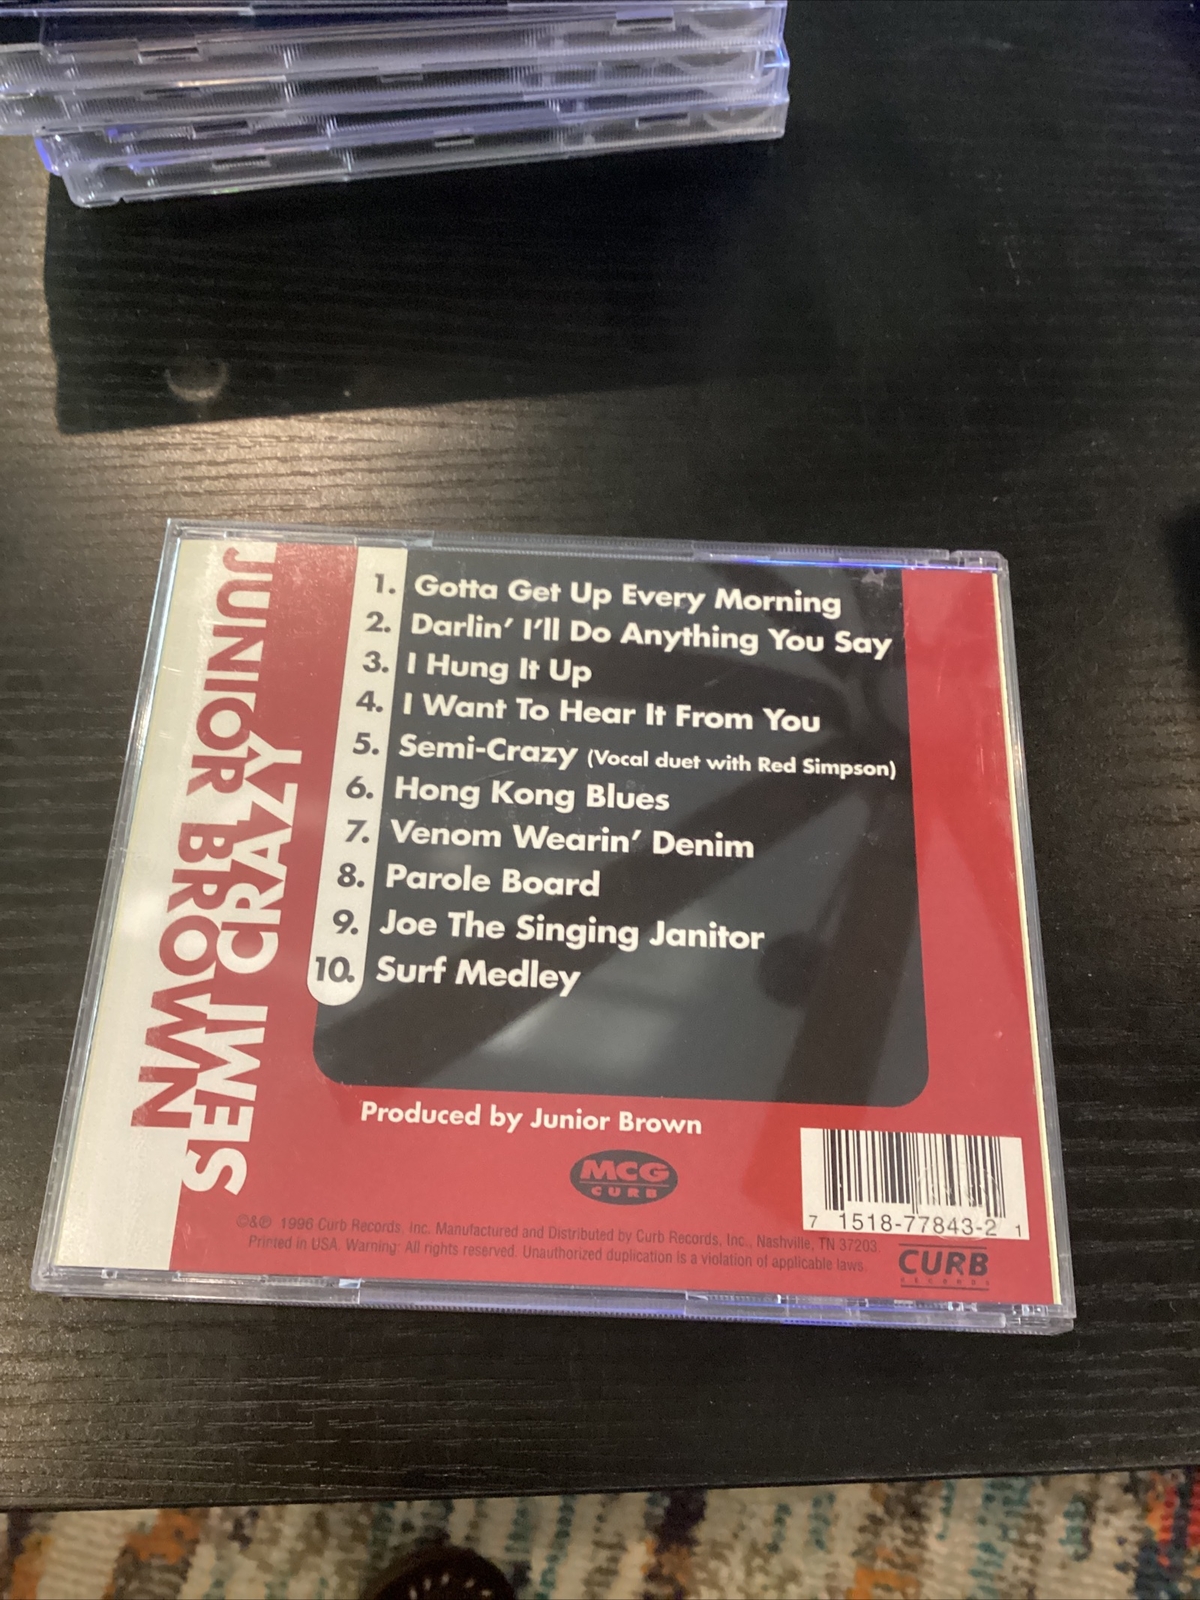 JUNIOR BROWN
SEMI CRAZY
1. Gotta Get Up Every Morning
2. Darlin' I'll Do Anything You Say
3. I Hung It Up
4. I Want To Hear It From You
5. Semi-Crazy (Vocal duet with Red Simpson)
6. Hong Kong Blues
7. Venom Wearin' Denim
8. Parole Board
9. Joe The Singing Janitor
10. Surf Medley
Produced by Junior Brown
MCG
CURB
7 1518-77843-2 1
©&℗ 1996 Curb Records, Inc. Manufactured and Distributed by Curb Records, Inc., Nashville, TN 37203.
Printed in USA. Warning: All rights reserved. Unauthorized duplication is a violation of applicable laws.
CURB
RECORDS